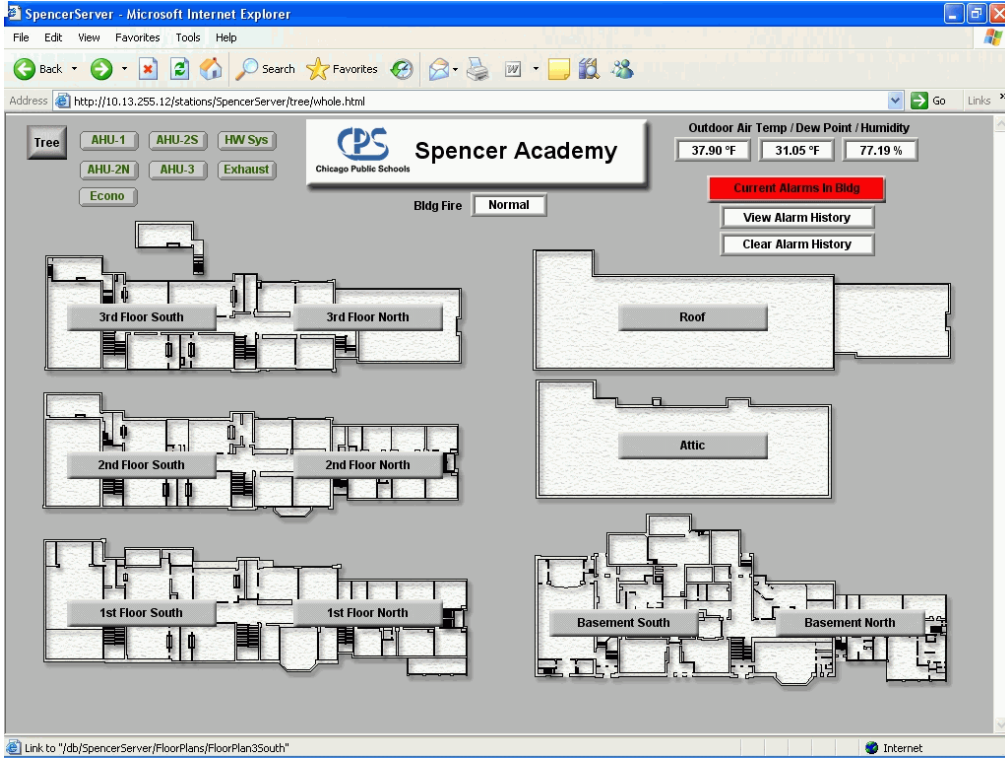 SpencerServer - Microsoft Internet Explorer
File Edit View Favorites Tools Help
Back Search Favorites
Address http://10.13.255.12/stations/SpencerServer/tree/whole.html Go Links »
Tree AHU-1 AHU-2S HW Sys
AHU-2N AHU-3 Exhaust
Econo
CPS
Chicago Public Schools
Spencer Academy
Bldg Fire Normal
Outdoor Air Temp / Dew Point / Humidity
37.90 °F 31.05 °F 77.19 %
Current Alarms in Bldg
View Alarm History
Clear Alarm History
3rd Floor South 3rd Floor North
Roof
2nd Floor South 2nd Floor North
Attic
1st Floor South 1st Floor North
Basement South Basement North
Link to "/db/SpencerServer/FloorPlans/FloorPlan3South" Internet